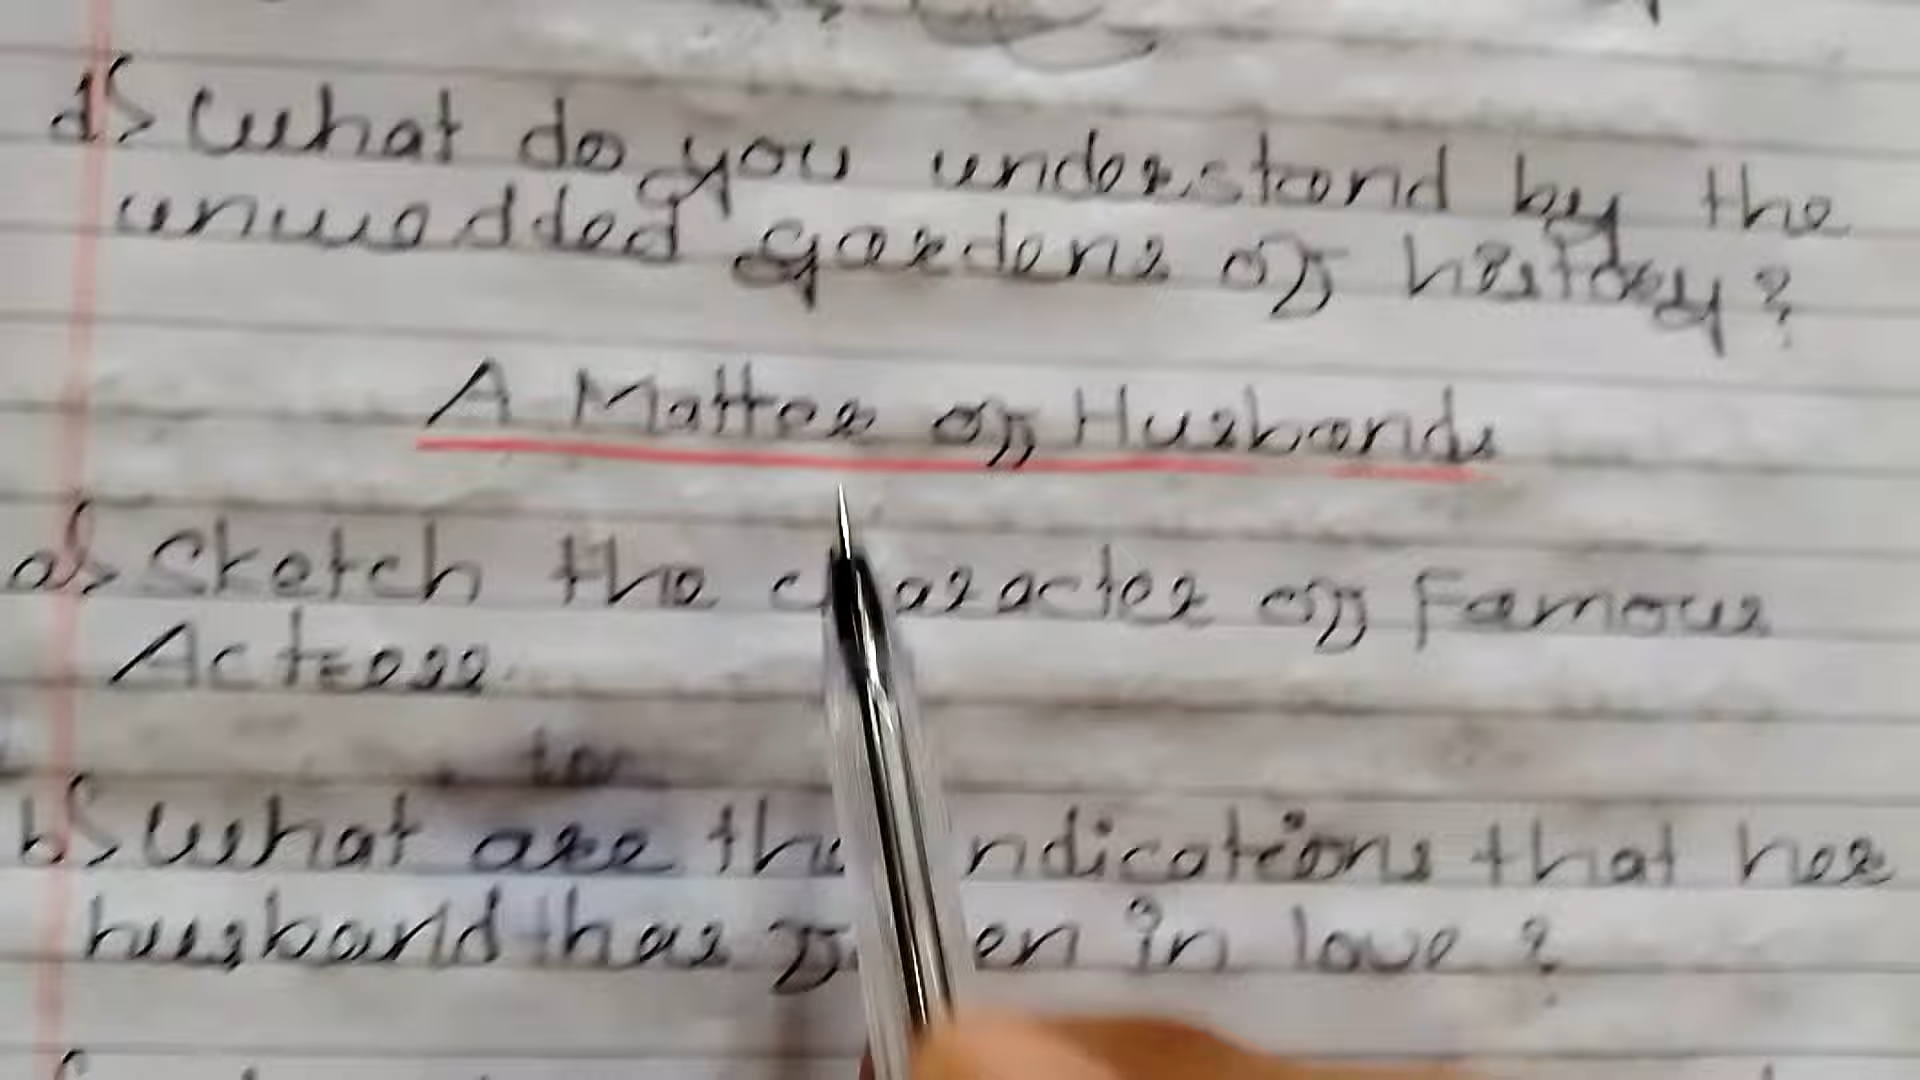 d) What do you understand by the
unwedded gardens of history?
A Matter of Husbands
a) Sketch the character of Famous
Actress.
b) What are the indications that her
husband has in love?